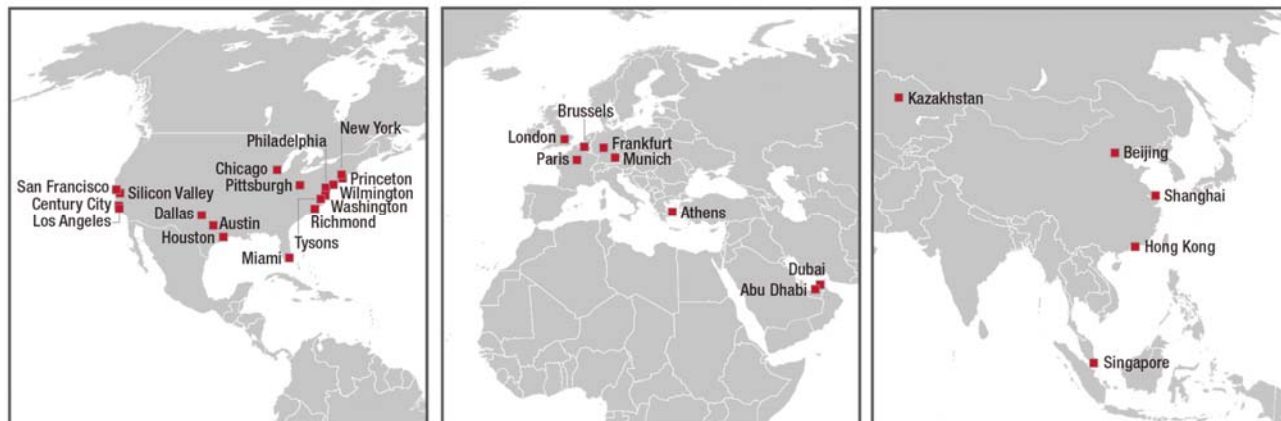 New York
Philadelphia
Chicago
Pittsburgh
Princeton
San Francisco
Silicon Valley
Wilmington
Century City
Washington
Los Angeles
Dallas
Richmond
Austin
Houston
Tysons
Miami
Brussels
London
Frankfurt
Paris
Munich
Athens
Dubai
Abu Dhabi
Kazakhstan
Beijing
Shanghai
Hong Kong
Singapore